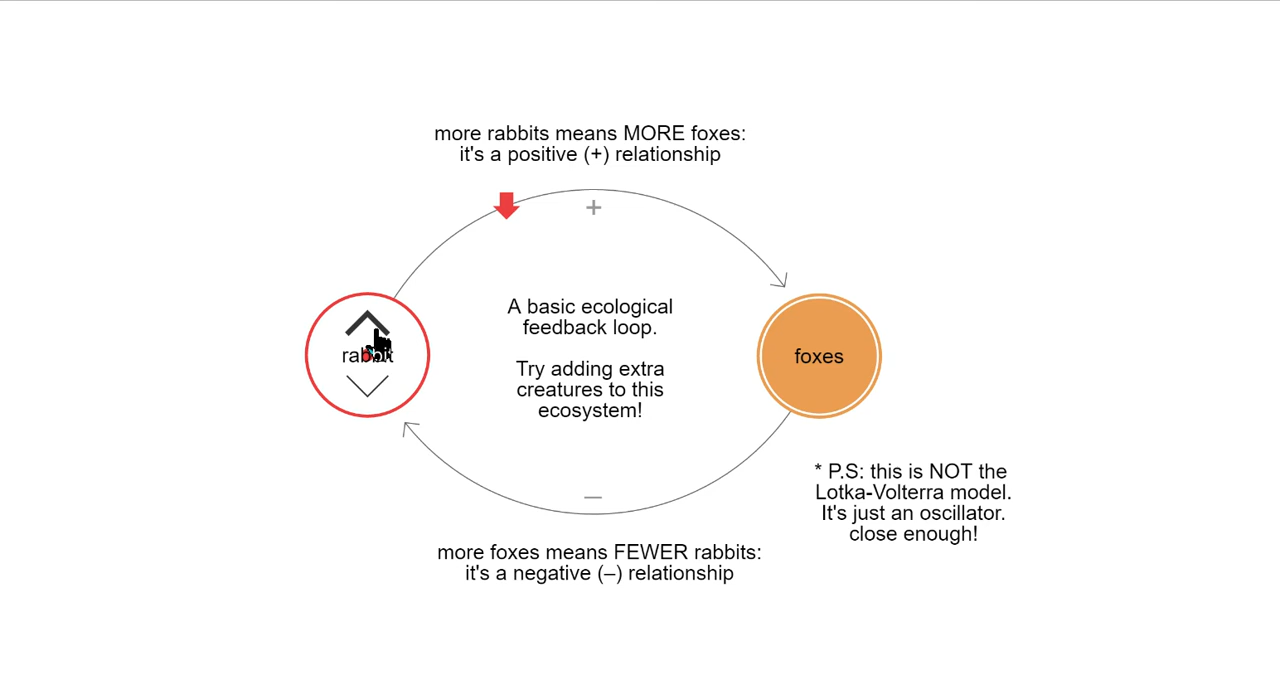 more rabbits means MORE foxes:
it's a positive (+) relationship
+
A basic ecological
feedback loop.
Try adding extra
creatures to this
ecosystem!
foxes
* P.S: this is NOT the
Lotka-Volterra model.
It's just an oscillator.
close enough!
–
more foxes means FEWER rabbits:
it's a negative (–) relationship